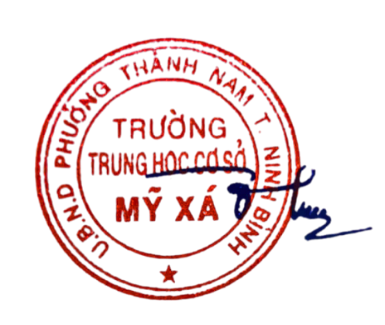 U.B.N.D PHƯỜNG THÀNH NAM T. NINH BÌNH
TRƯỜNG
TRUNG HỌC CƠ SỞ
MỸ XÁ